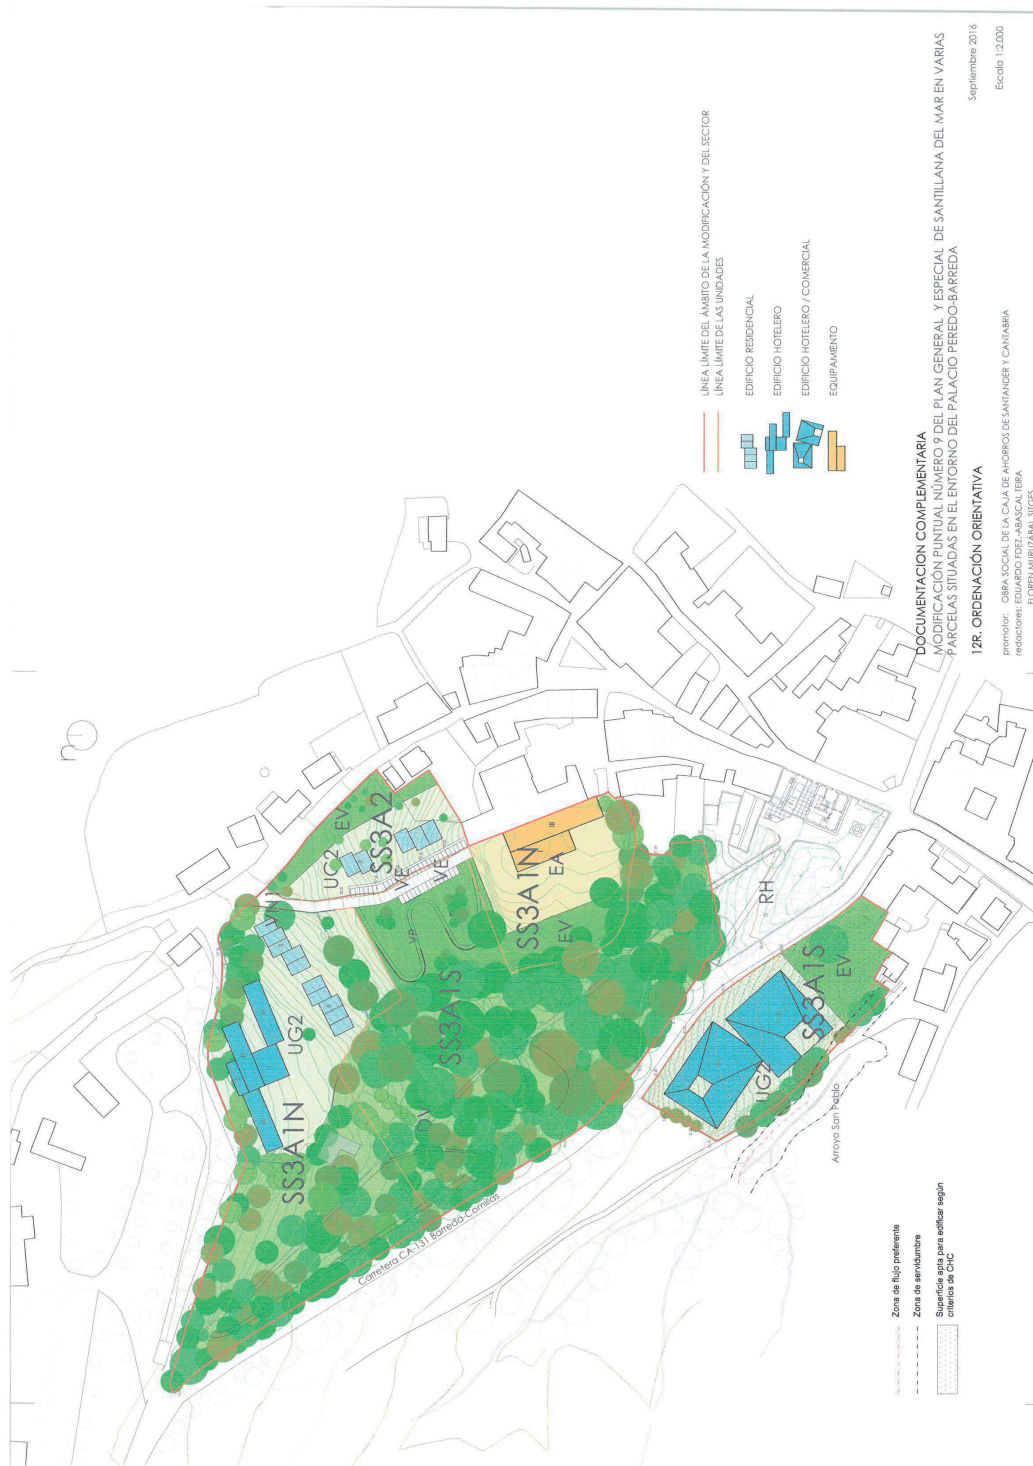 DOCUMENTACION COMPLEMENTARIA
MODIFICACIÓN PUNTUAL NÚMERO 9 DEL PLAN GENERAL Y ESPECIAL DE SANTILLANA DEL MAR EN VARIAS
PARCELAS SITUADAS EN EL ENTORNO DEL PALACIO PEREDO-BARREDA
12R. ORDENACIÓN ORIENTATIVA
Septiembre 2016
promotor: OBRA SOCIAL DE LA CAJA DE AHORROS DE SANTANDER Y CANTABRIA
redactores: EDUARDO FDEZ.-ABASCAL TEIRA
FLOREN MURUZÁBAL SITGES
Escala 1:2.000
LÍNEA LÍMITE DEL ÁMBITO DE LA MODIFICACIÓN Y DEL SECTOR
LÍNEA LÍMITE DE LAS UNIDADES
EDIFICIO RESIDENCIAL
EDIFICIO HOTELERO
EDIFICIO HOTELERO / COMERCIAL
EQUIPAMIENTO
Zona de flujo preferente
Zona de servidumbre
Superficie apta para edificar según
criterios de CHC
n
SS3A1N
UG2
VN1
UG2
EV
SS3A2
VE
VE
VP
SS3A1S
SS3A1N
EA
EV
RH
SS3A1S
EV
UG2
Carretera CA-131 Barreda-Comillas
Arroyo San Pablo